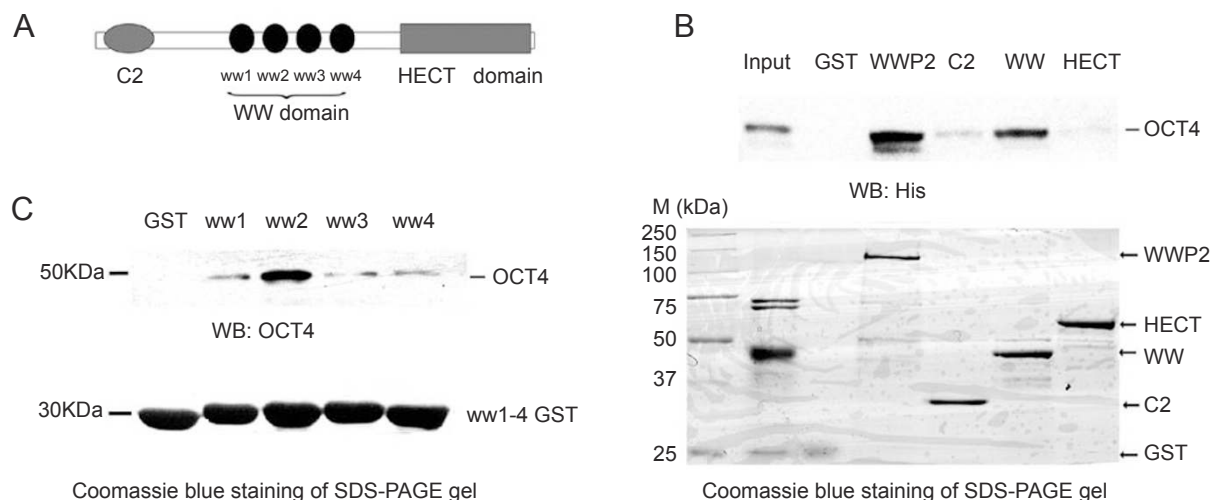 A
C2
ww1 ww2 ww3 ww4
HECT domain
WW domain
B
Input GST WWP2 C2 WW HECT
OCT4
WB: His
M (kDa)
250
150
100
75
50
37
25
WWP2
HECT
WW
C2
GST
Coomassie blue staining of SDS-PAGE gel
C
GST ww1 ww2 ww3 ww4
50KDa
OCT4
WB: OCT4
30KDa
ww1-4 GST
Coomassie blue staining of SDS-PAGE gel